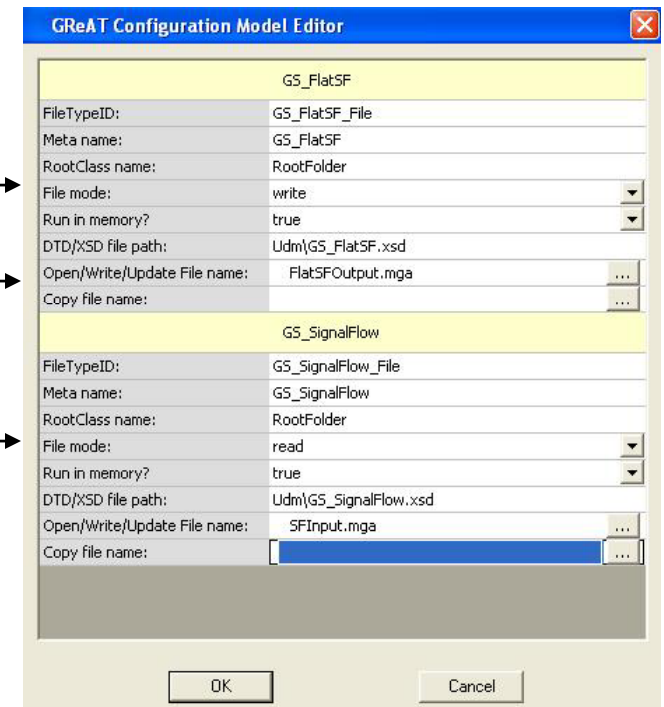 GReAT Configuration Model Editor
GS_FlatSF
FileTypeID: GS_FlatSF_File
Meta name: GS_FlatSF
RootClass name: RootFolder
File mode: write
Run in memory? true
DTD/XSD file path: Udm\GS_FlatSF.xsd
Open/Write/Update File name: FlatSFOutput.mga ...
Copy file name: ...
GS_SignalFlow
FileTypeID: GS_SignalFlow_File
Meta name: GS_SignalFlow
RootClass name: RootFolder
File mode: read
Run in memory? true
DTD/XSD file path: Udm\GS_SignalFlow.xsd
Open/Write/Update File name: SFInput.mga ...
Copy file name: ...
OK Cancel